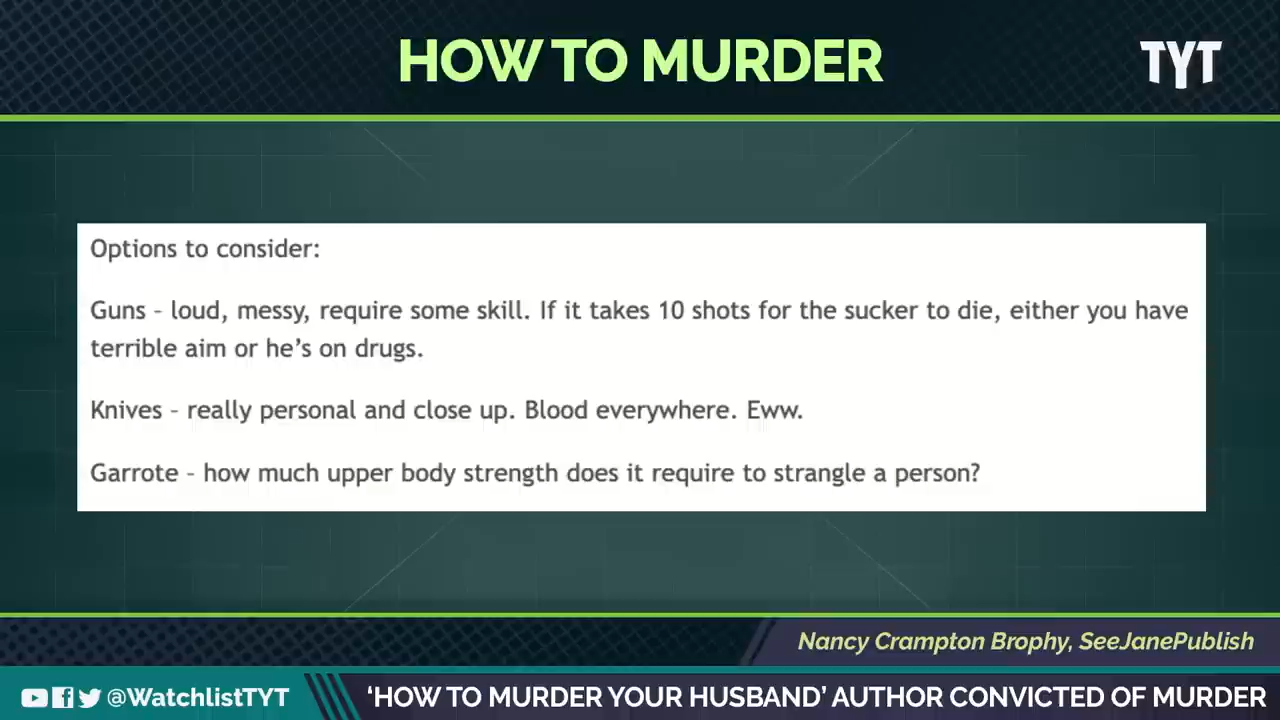 HOW TO MURDER
TYT
Options to consider:
Guns – loud, messy, require some skill. If it takes 10 shots for the sucker to die, either you have
terrible aim or he’s on drugs.
Knives – really personal and close up. Blood everywhere. Eww.
Garrote – how much upper body strength does it require to strangle a person?
Nancy Crampton Brophy, SeeJanePublish
@WatchlistTYT
‘HOW TO MURDER YOUR HUSBAND’ AUTHOR CONVICTED OF MURDER